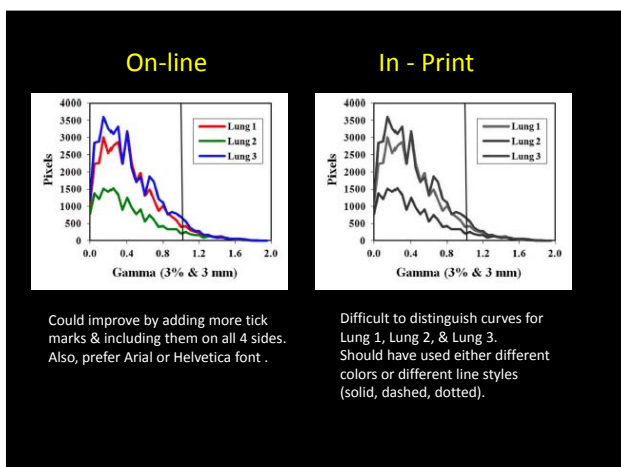 On-line
In - Print
4000
3500
3000
2500
2000
1500
1000
500
0
Pixels
Lung 1
Lung 2
Lung 3
0.0 0.4 0.8 1.2 1.6 2.0
Gamma (3% & 3 mm)
4000
3500
3000
2500
2000
1500
1000
500
0
Pixels
Lung 1
Lung 2
Lung 3
0.0 0.4 0.8 1.2 1.6 2.0
Gamma (3% & 3 mm)
Could improve by adding more tick
marks & including them on all 4 sides.
Also, prefer Arial or Helvetica font .
Difficult to distinguish curves for
Lung 1, Lung 2, & Lung 3.
Should have used either different
colors or different line styles
(solid, dashed, dotted).